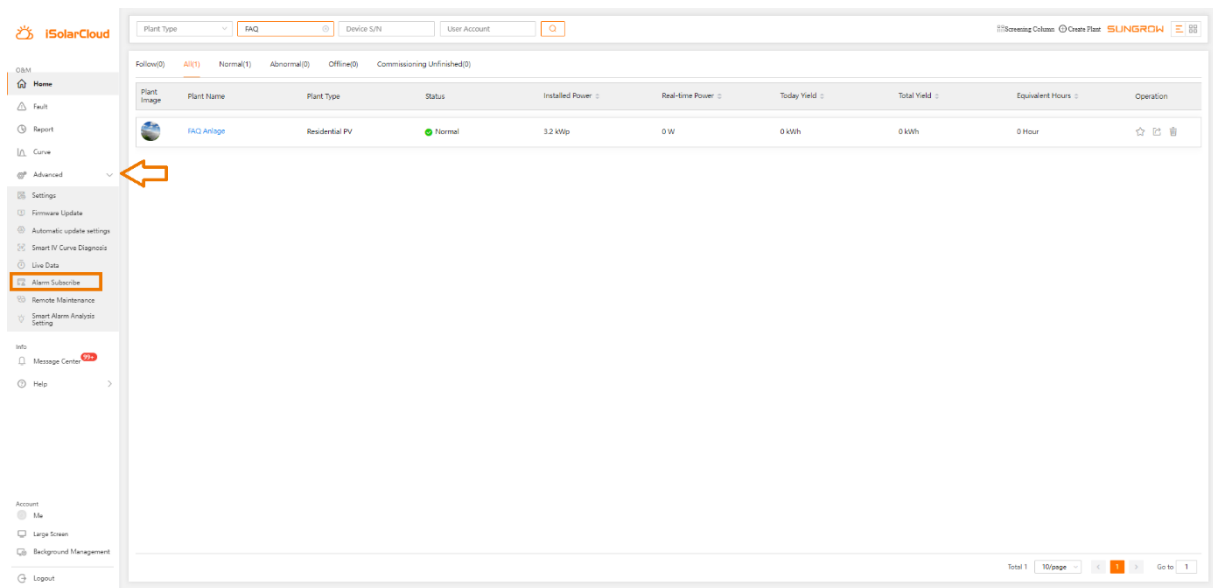 iSolarCloud
O&M
Home
Fault
Report
Curve
Advanced
Settings
Firmware Update
Automatic update settings
Smart IV Curve Diagnosis
Live Data
Alarm Subscribe
Remote Maintenance
Smart Alarm Analysis
Setting
Info
Message Center 99+
Help
Account
Me
Large Screen
Background Management
Logout
Plant Type FAQ Device S/N User Account Screening Column Create Plant SUNGROW
Follow(0) All(1) Normal(1) Abnormal(0) Offline(0) Commissioning Unfinished(0)
Plant Image Plant Name Plant Type Status Installed Power Real-time Power Today Yield Total Yield Equivalent Hours Operation
FAQ Anlage Residential PV Normal 3.2 kWp 0 W 0 kWh 0 kWh 0 Hour
Total 1 10/page < 1 > Go to 1